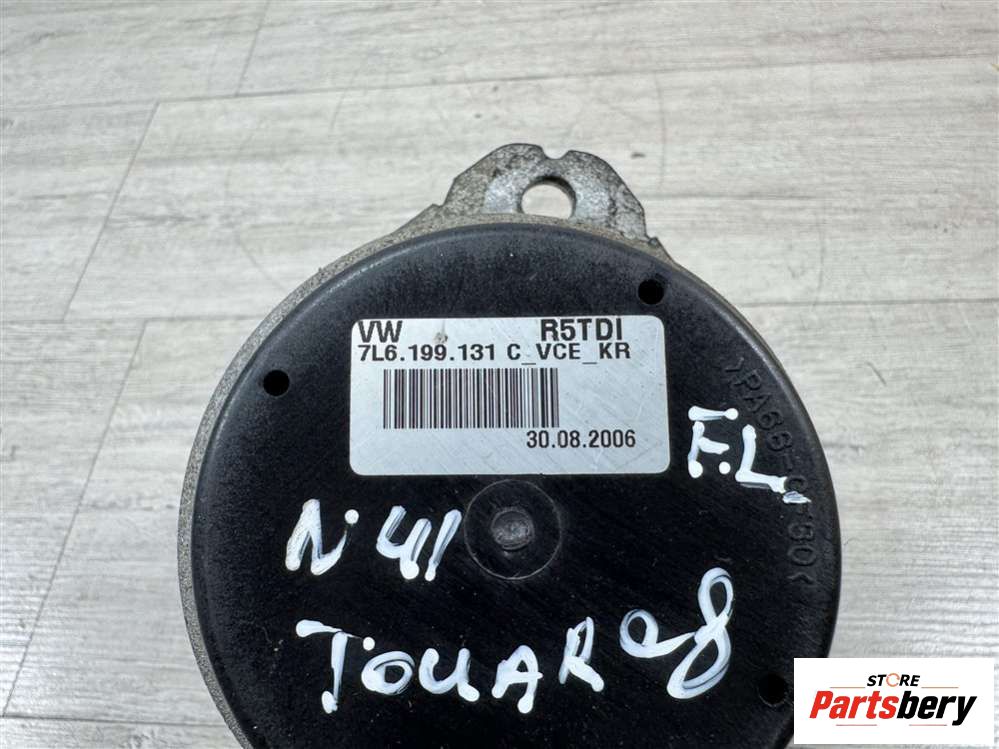 VW R5TDI
7L6.199.131 C_VCE_KR
30.08.2006
F.L.
N 41
TOUAR 08
STORE
Partsbery